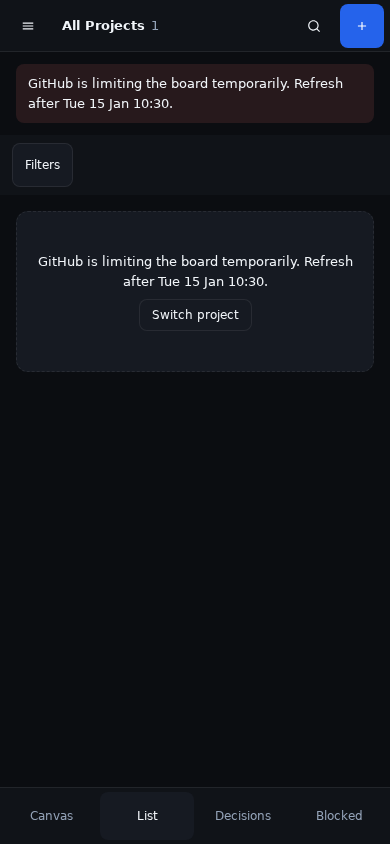 All Projects 1
GitHub is limiting the board temporarily. Refresh
after Tue 15 Jan 10:30.
Filters
GitHub is limiting the board temporarily. Refresh
after Tue 15 Jan 10:30.
Switch project
Canvas List Decisions Blocked